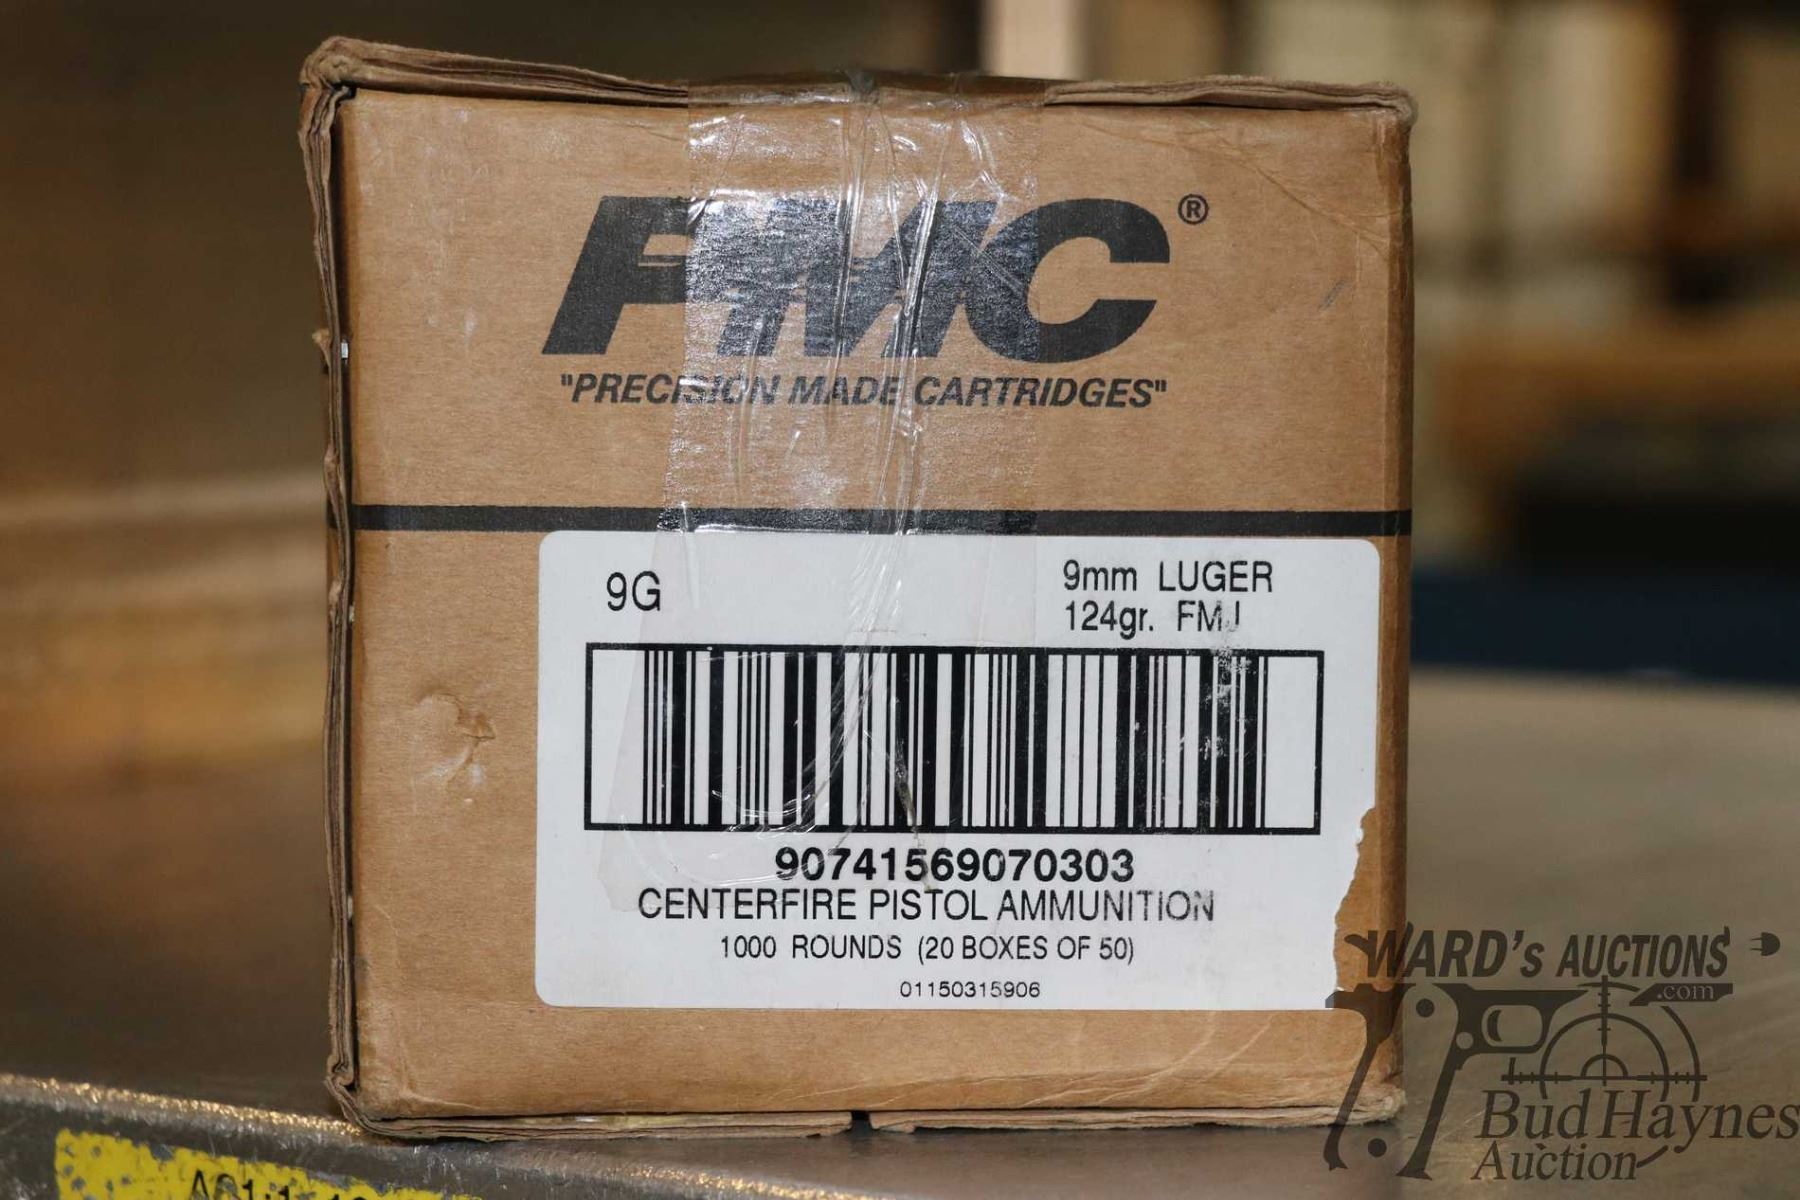 PMC®
"PRECISION MADE CARTRIDGES"
9G
9mm LUGER
124gr. FMJ
90741569070303
CENTERFIRE PISTOL AMMUNITION
1000 ROUNDS (20 BOXES OF 50)
01150315906
WARD's AUCTIONS
.com
Bud Haynes
Auction